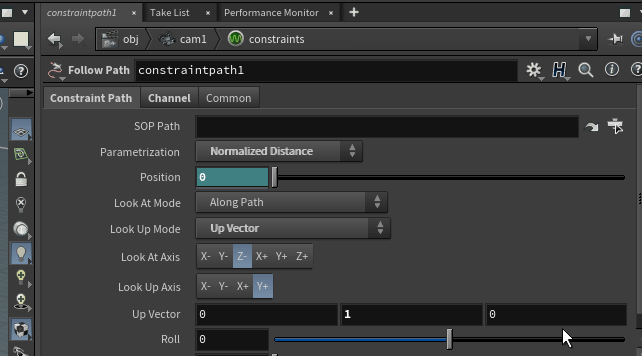 constraintpath1 × Take List × Performance Monitor × +
obj cam1 constraints
Follow Path constraintpath1
Constraint Path Channel Common
SOP Path
Parametrization Normalized Distance
Position 0
Look At Mode Along Path
Look Up Mode Up Vector
Look At Axis X- Y- Z- X+ Y+ Z+
Look Up Axis X- Y- X+ Y+
Up Vector 0 1 0
Roll 0